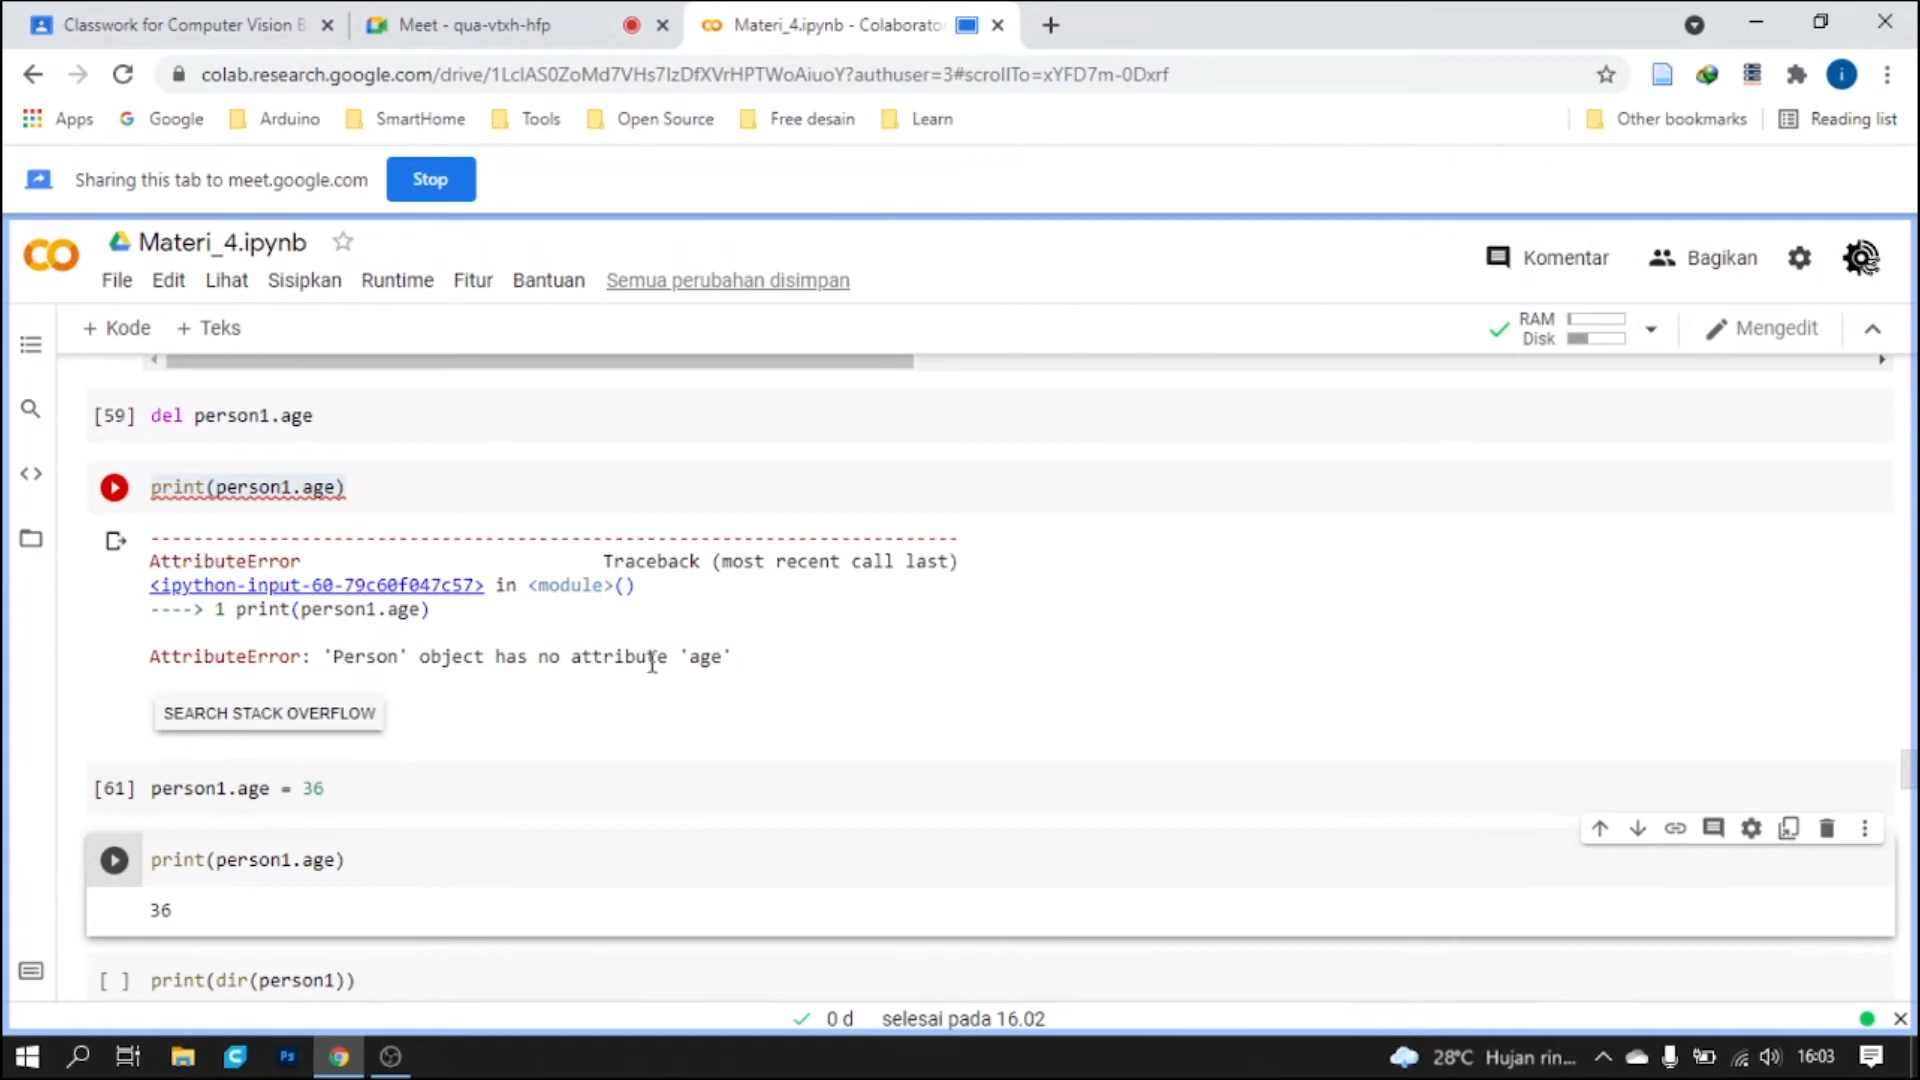 Classwork for Computer Vision B
Meet - qua-vtxh-hfp
Materi_4.ipynb - Colaborator
colab.research.google.com/drive/1LclAS0ZoMd7VHs7IzDfXVrHPTWoAiuoY?authuser=3#scrollTo=xYFD7m-0Dxrf
Apps Google Arduino SmartHome Tools Open Source Free desain Learn Other bookmarks Reading list
Sharing this tab to meet.google.com Stop
Materi_4.ipynb
Komentar Bagikan
File Edit Lihat Sisipkan Runtime Fitur Bantuan Semua perubahan disimpan
+ Kode + Teks
RAM
Disk
Mengedit
[59] del person1.age
print(person1.age)
---------------------------------------------------------------------------
AttributeError Traceback (most recent call last)
<ipython-input-60-79c60f047c57> in <module>()
----> 1 print(person1.age)
AttributeError: 'Person' object has no attribute 'age'
SEARCH STACK OVERFLOW
[61] person1.age = 36
print(person1.age)
36
[ ] print(dir(person1))
0 d selesai pada 16.02
28°C Hujan rin... 16:03